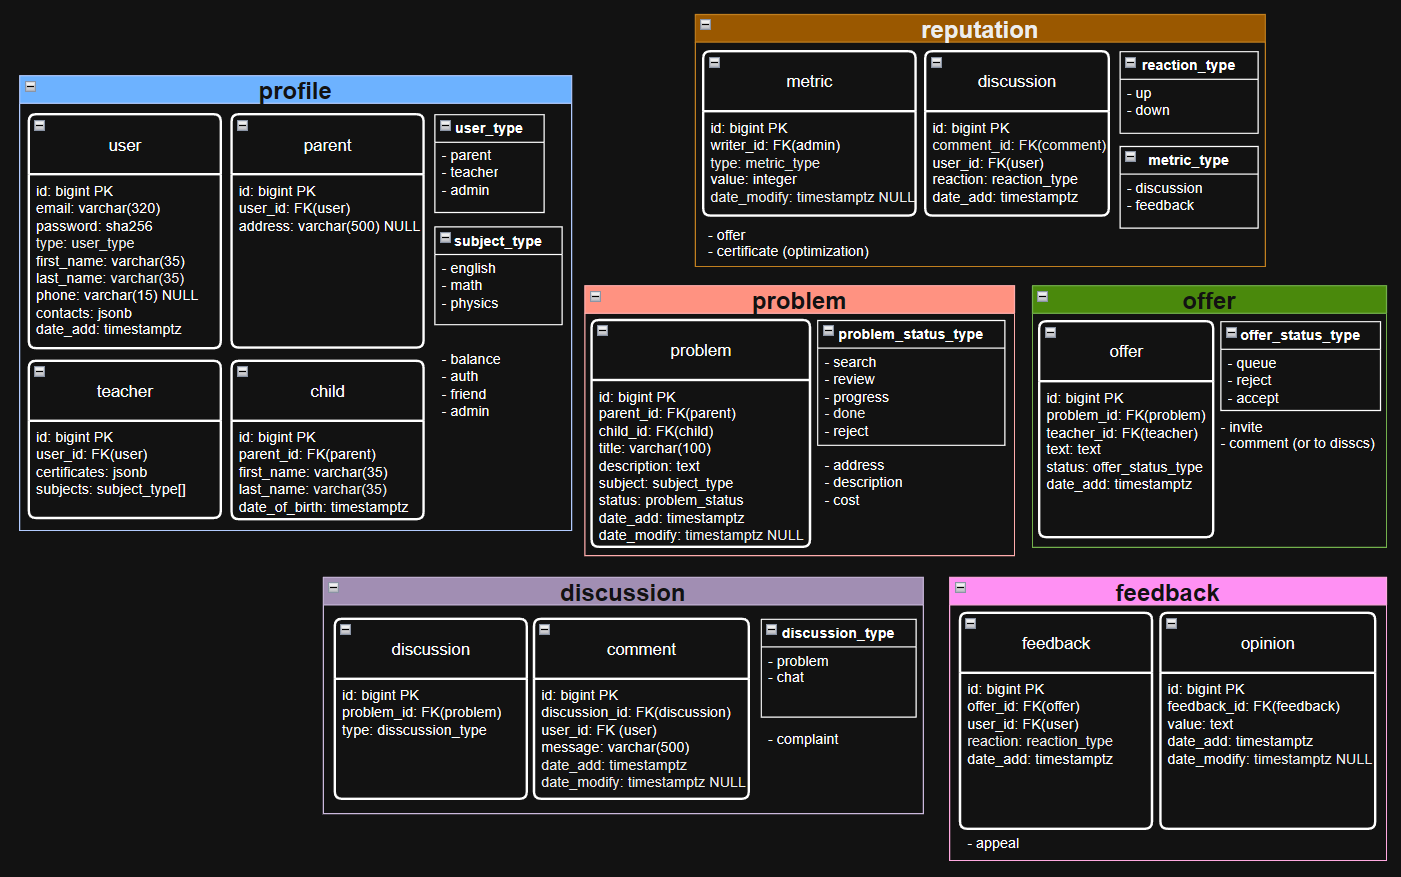 profile
user
id: bigint PK
email: varchar(320)
password: sha256
type: user_type
first_name: varchar(35)
last_name: varchar(35)
phone: varchar(15) NULL
contacts: jsonb
date_add: timestamptz
parent
id: bigint PK
user_id: FK(user)
address: varchar(500) NULL
user_type
- parent
- teacher
- admin
subject_type
- english
- math
- physics
- balance
- auth
- friend
- admin
teacher
id: bigint PK
user_id: FK(user)
certificates: jsonb
subjects: subject_type[]
child
id: bigint PK
parent_id: FK(parent)
first_name: varchar(35)
last_name: varchar(35)
date_of_birth: timestamptz
reputation
metric
id: bigint PK
writer_id: FK(admin)
type: metric_type
value: integer
date_modify: timestamptz NULL
discussion
id: bigint PK
comment_id: FK(comment)
user_id: FK(user)
reaction: reaction_type
date_add: timestamptz
reaction_type
- up
- down
metric_type
- discussion
- feedback
- offer
- certificate (optimization)
problem
problem
id: bigint PK
parent_id: FK(parent)
child_id: FK(child)
title: varchar(100)
description: text
subject: subject_type
status: problem_status
date_add: timestamptz
date_modify: timestamptz NULL
problem_status_type
- search
- review
- progress
- done
- reject
- address
- description
- cost
offer
offer
id: bigint PK
problem_id: FK(problem)
teacher_id: FK(teacher)
text: text
status: offer_status_type
date_add: timestamptz
offer_status_type
- queue
- reject
- accept
- invite
- comment (or to disscs)
discussion
discussion
id: bigint PK
problem_id: FK(problem)
type: disscussion_type
comment
id: bigint PK
discussion_id: FK(discussion)
user_id: FK (user)
message: varchar(500)
date_add: timestamptz
date_modify: timestamptz NULL
discussion_type
- problem
- chat
- complaint
feedback
feedback
id: bigint PK
offer_id: FK(offer)
user_id: FK(user)
reaction: reaction_type
date_add: timestamptz
opinion
id: bigint PK
feedback_id: FK(feedback)
value: text
date_add: timestamptz
date_modify: timestamptz NULL
- appeal